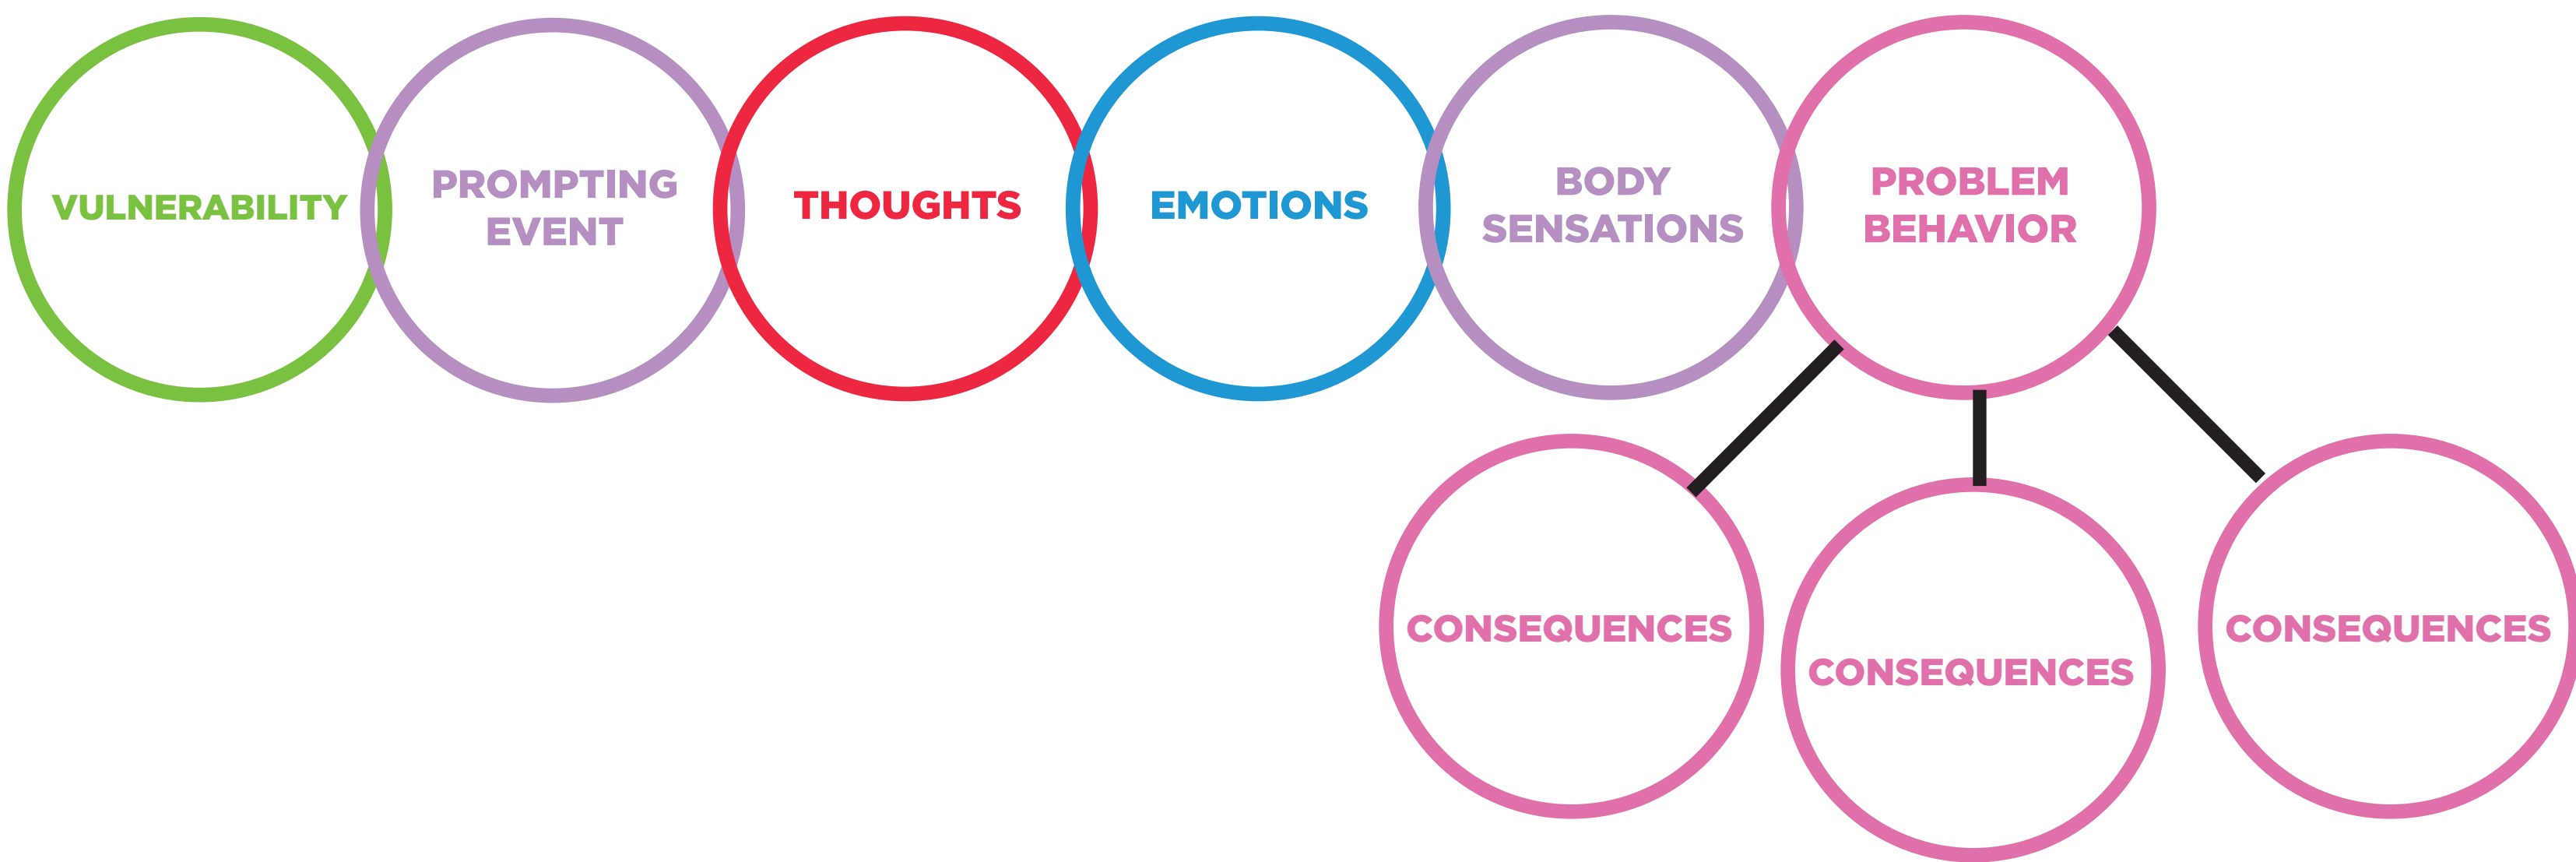 VULNERABILITY
PROMPTING
EVENT
THOUGHTS
EMOTIONS
BODY
SENSATIONS
PROBLEM
BEHAVIOR
CONSEQUENCES
CONSEQUENCES
CONSEQUENCES